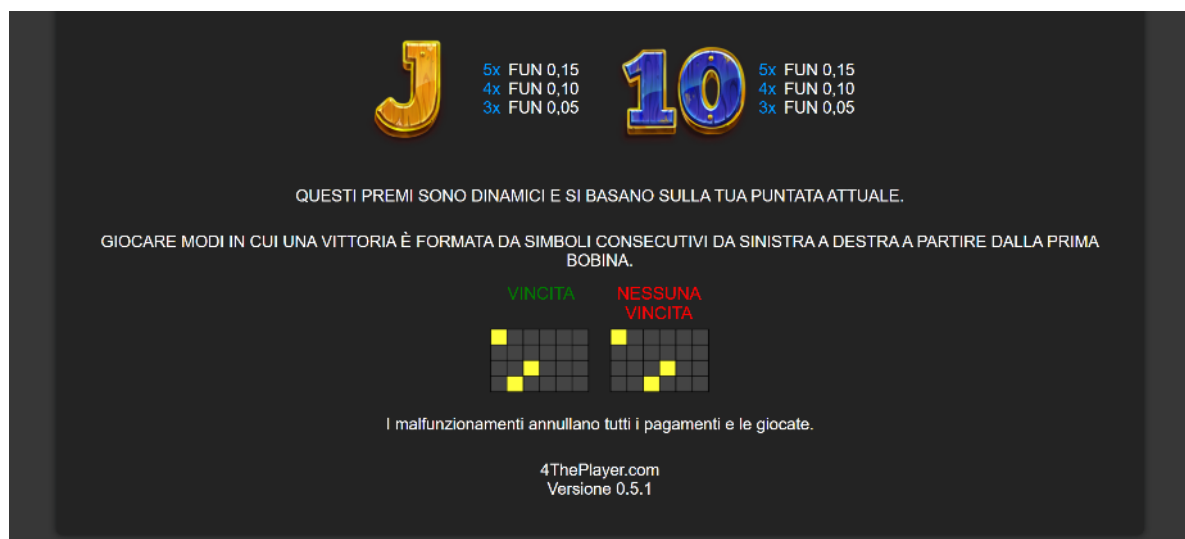 J
5x FUN 0,15
4x FUN 0,10
3x FUN 0,05
10
5x FUN 0,15
4x FUN 0,10
3x FUN 0,05
QUESTI PREMI SONO DINAMICI E SI BASANO SULLA TUA PUNTATA ATTUALE.
GIOCARE MODI IN CUI UNA VITTORIA È FORMATA DA SIMBOLI CONSECUTIVI DA SINISTRA A DESTRA A PARTIRE DALLA PRIMA
BOBINA.
VINCITA
NESSUNA
VINCITA
I malfunzionamenti annullano tutti i pagamenti e le giocate.
4ThePlayer.com
Versione 0.5.1